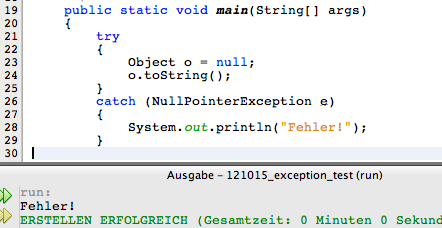 19 public static void main(String[] args)
20 {
21 try
22 {
23 Object o = null;
24 o.toString();
25 }
26 catch (NullPointerException e)
27 {
28 System.out.println("Fehler!");
29 }
30
Ausgabe – 121015_exception_test (run)
run:
Fehler!
ERSTELLEN ERFOLGREICH (Gesamtzeit: 0 Minuten 0 Sekund